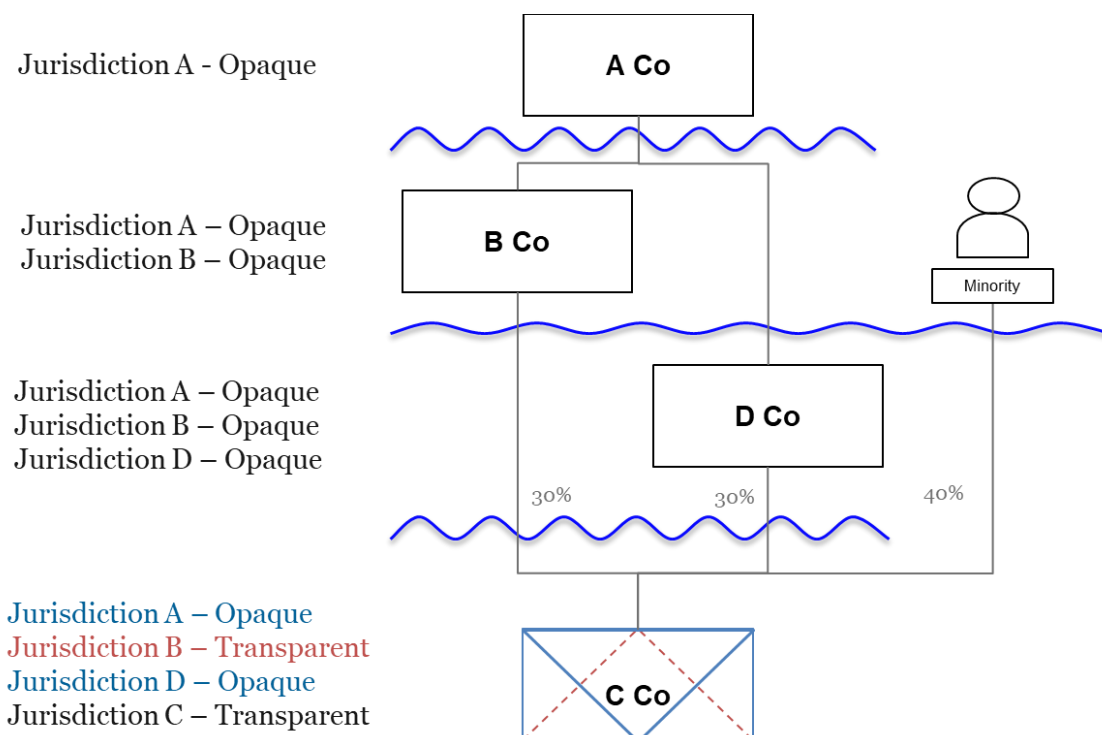 Jurisdiction A - Opaque
A Co
Jurisdiction A – Opaque
Jurisdiction B – Opaque
B Co
Minority
Jurisdiction A – Opaque
Jurisdiction B – Opaque
Jurisdiction D – Opaque
D Co
30%
30%
40%
Jurisdiction A – Opaque
Jurisdiction B – Transparent
Jurisdiction D – Opaque
Jurisdiction C – Transparent
C Co